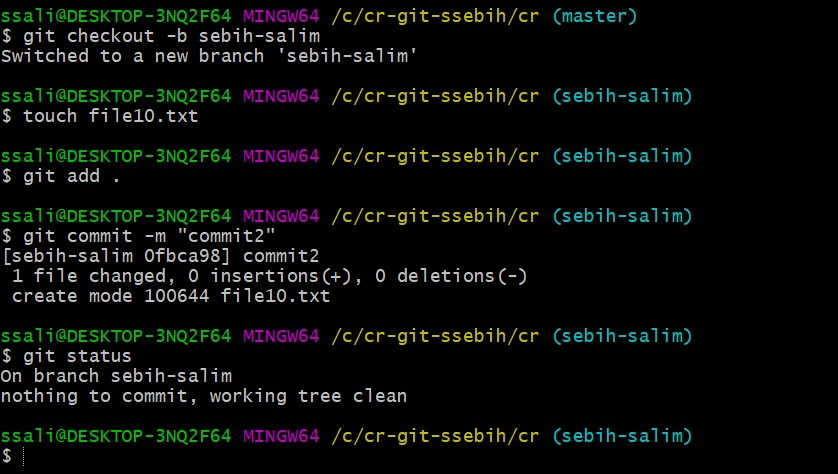 ssali@DESKTOP-3NQ2F64 MINGW64 /c/cr-git-ssebih/cr (master)
$ git checkout -b sebih-salim
Switched to a new branch 'sebih-salim'
ssali@DESKTOP-3NQ2F64 MINGW64 /c/cr-git-ssebih/cr (sebih-salim)
$ touch file10.txt
ssali@DESKTOP-3NQ2F64 MINGW64 /c/cr-git-ssebih/cr (sebih-salim)
$ git add .
ssali@DESKTOP-3NQ2F64 MINGW64 /c/cr-git-ssebih/cr (sebih-salim)
$ git commit -m "commit2"
[sebih-salim 0fbca98] commit2
 1 file changed, 0 insertions(+), 0 deletions(-)
 create mode 100644 file10.txt
ssali@DESKTOP-3NQ2F64 MINGW64 /c/cr-git-ssebih/cr (sebih-salim)
$ git status
On branch sebih-salim
nothing to commit, working tree clean
ssali@DESKTOP-3NQ2F64 MINGW64 /c/cr-git-ssebih/cr (sebih-salim)
$